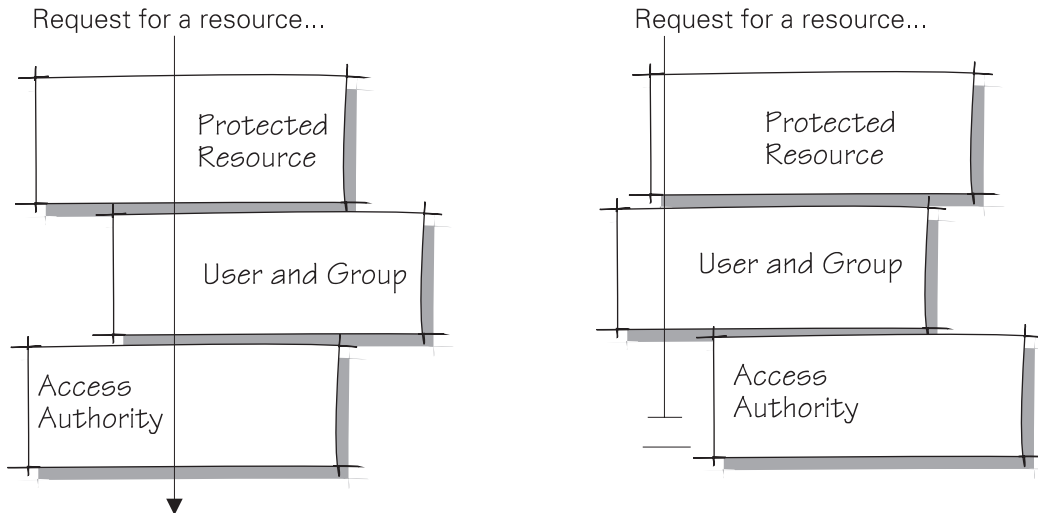 Request for a resource...
Protected
Resource
User and Group
Access
Authority
Request for a resource...
Protected
Resource
User and Group
Access
Authority